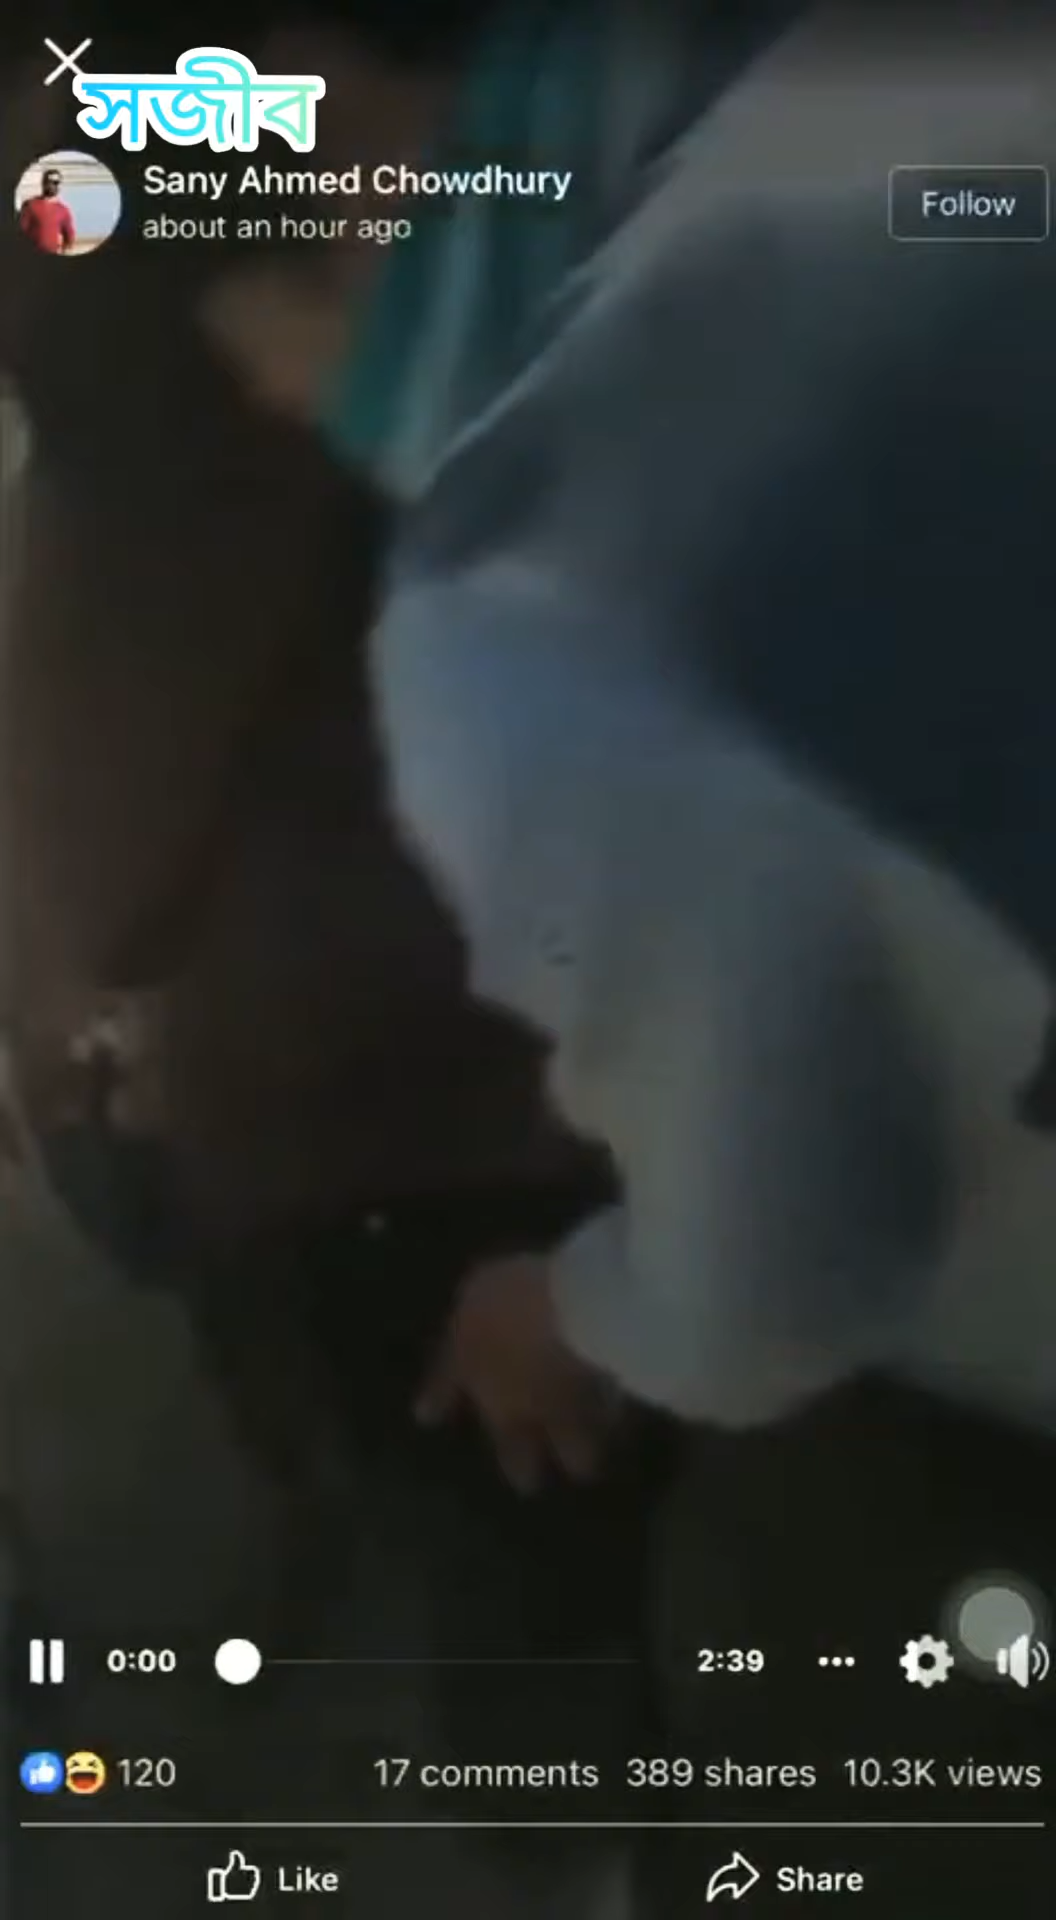 সজীব
Sany Ahmed Chowdhury
Follow
about an hour ago
0:00
2:39
120
17 comments 389 shares 10.3K views
Like
Share